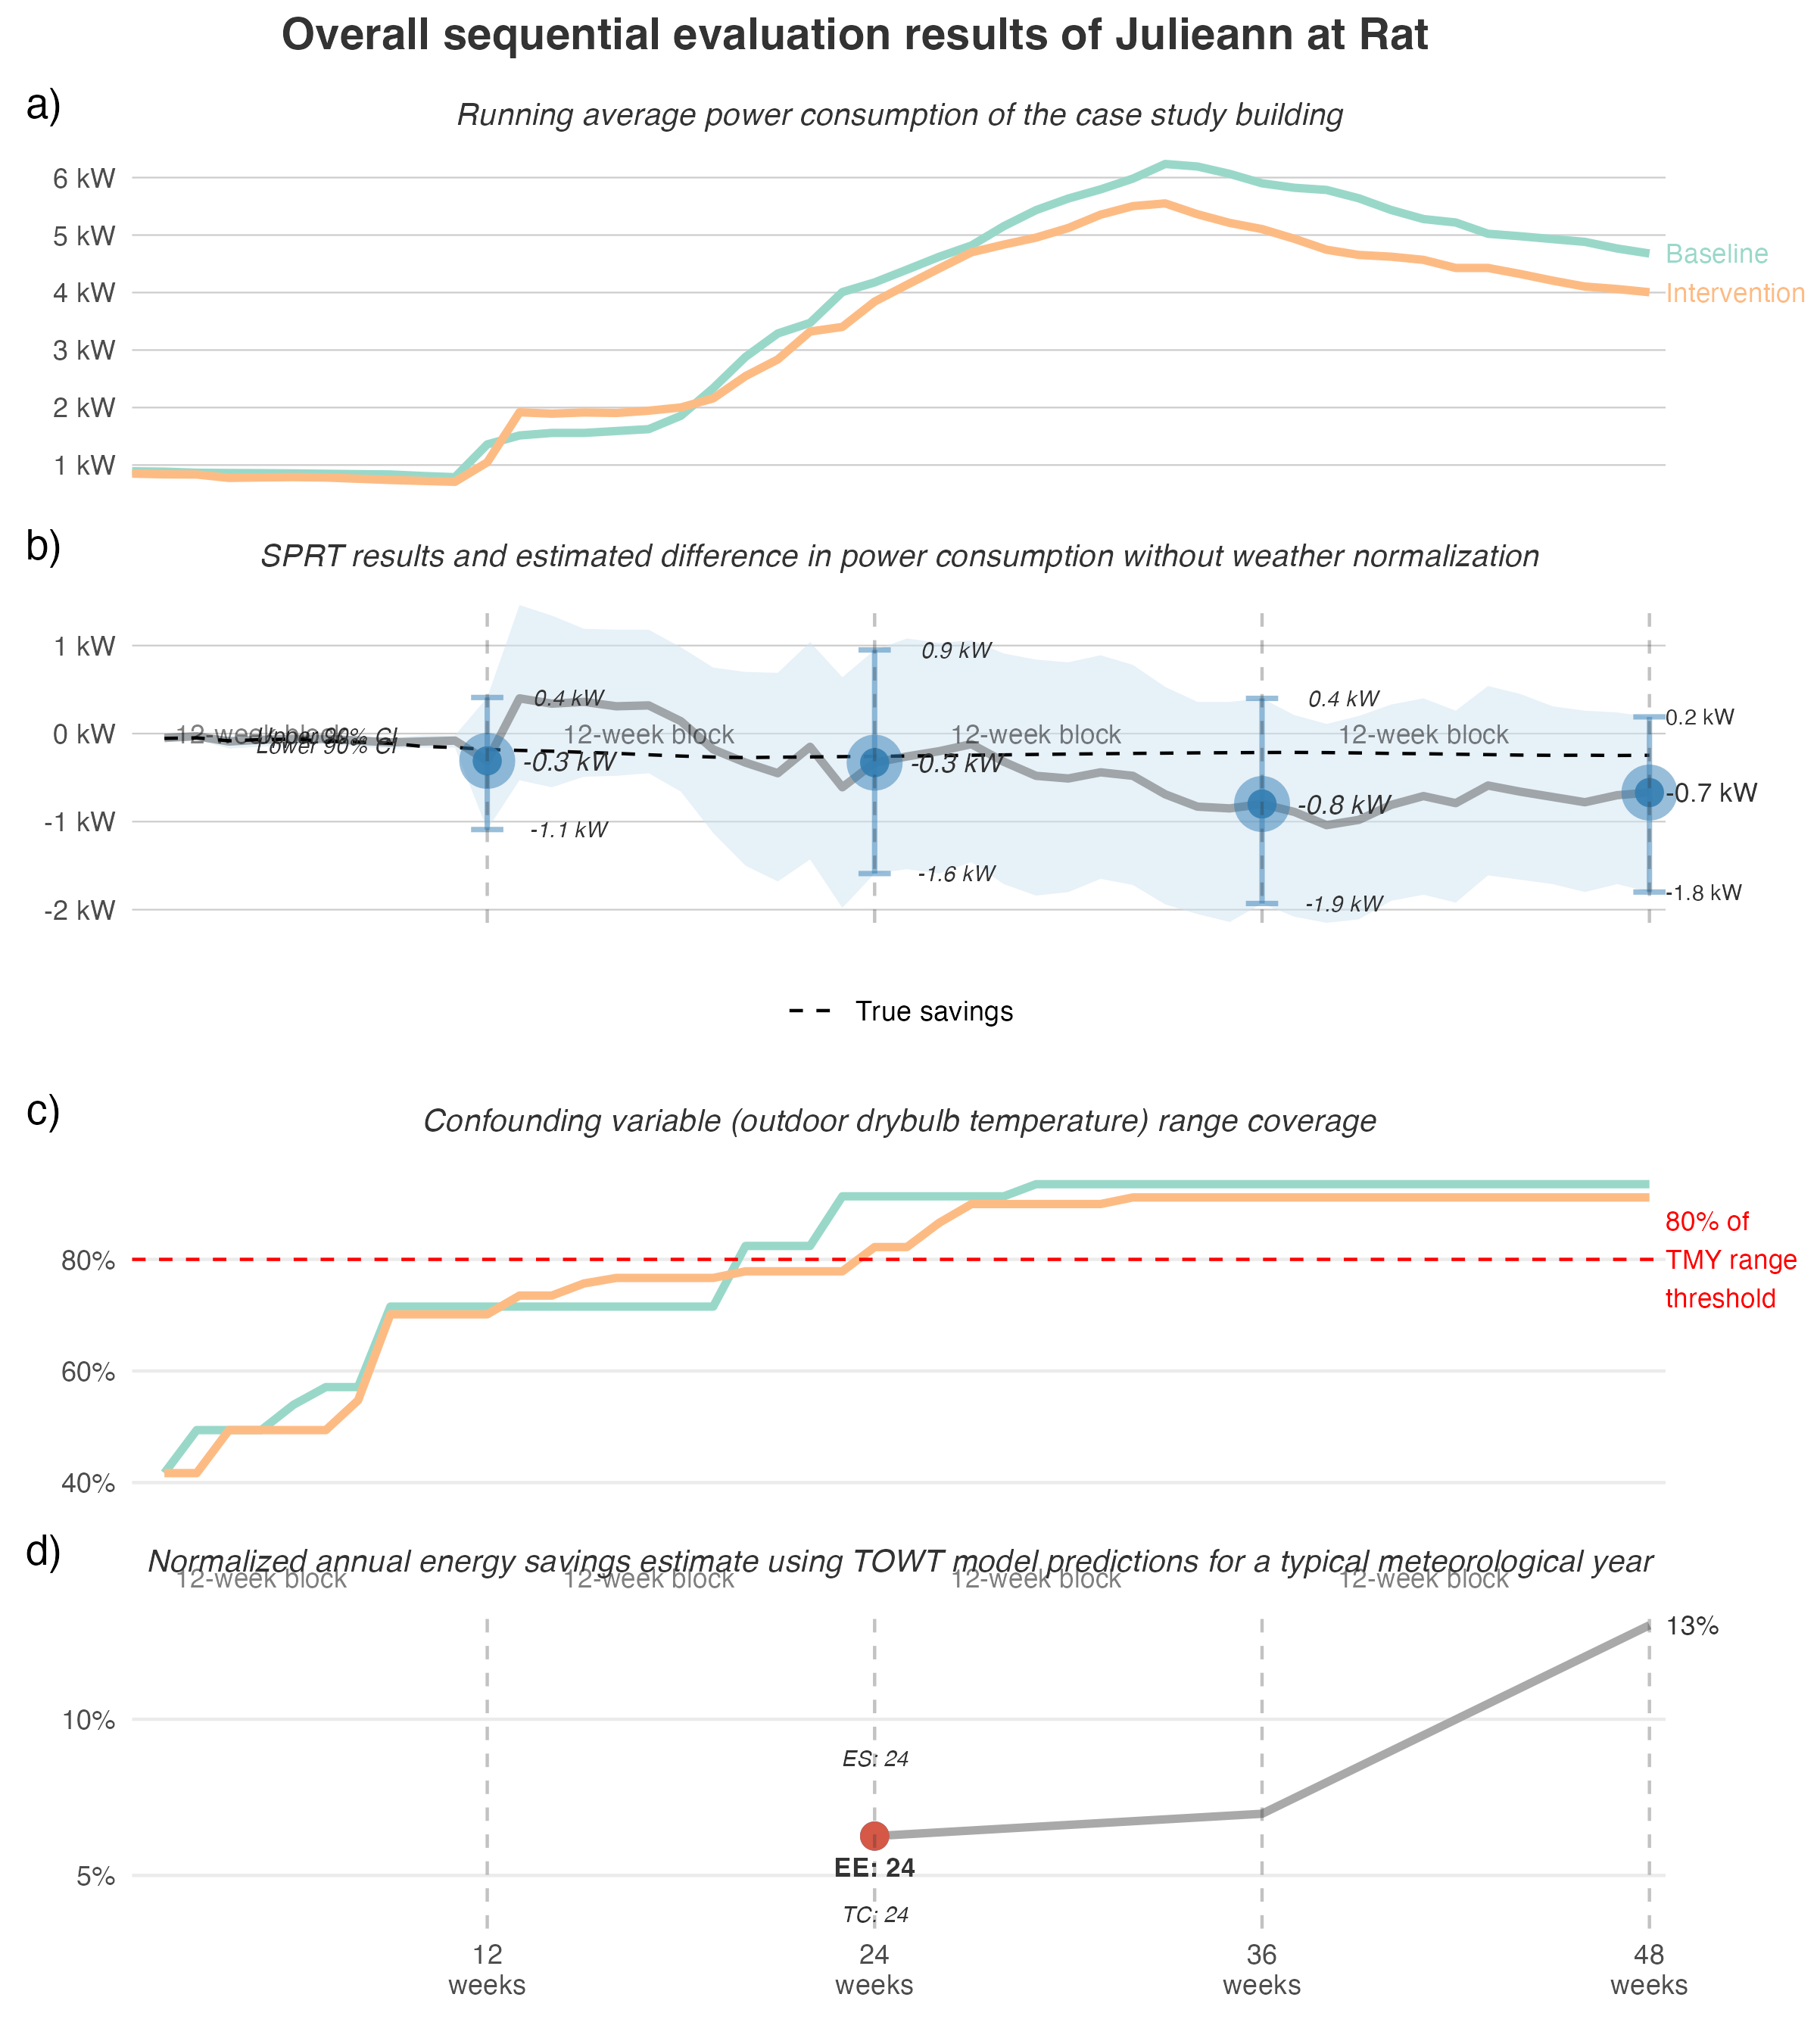 Overall sequential evaluation results of Julieann at Rat
a)
Running average power consumption of the case study building
6 kW
5 kW
4 kW
3 kW
2 kW
1 kW
Baseline
Intervention
b)
SPRT results and estimated difference in power consumption without weather normalization
1 kW
0 kW
-1 kW
-2 kW
12-week block
12-week block
12-week block
12-week block
Upper 90% CI
Lower 90% CI
0.4 kW
-0.3 kW
-1.1 kW
0.9 kW
-0.3 kW
-1.6 kW
0.4 kW
-0.8 kW
-1.9 kW
0.2 kW
-0.7 kW
-1.8 kW
True savings
c)
Confounding variable (outdoor drybulb temperature) range coverage
80%
60%
40%
80% of
TMY range
threshold
d)
Normalized annual energy savings estimate using TOWT model predictions for a typical meteorological year
12-week block
12-week block
12-week block
12-week block
10%
5%
13%
ES: 24
EE: 24
TC: 24
12
weeks
24
weeks
36
weeks
48
weeks